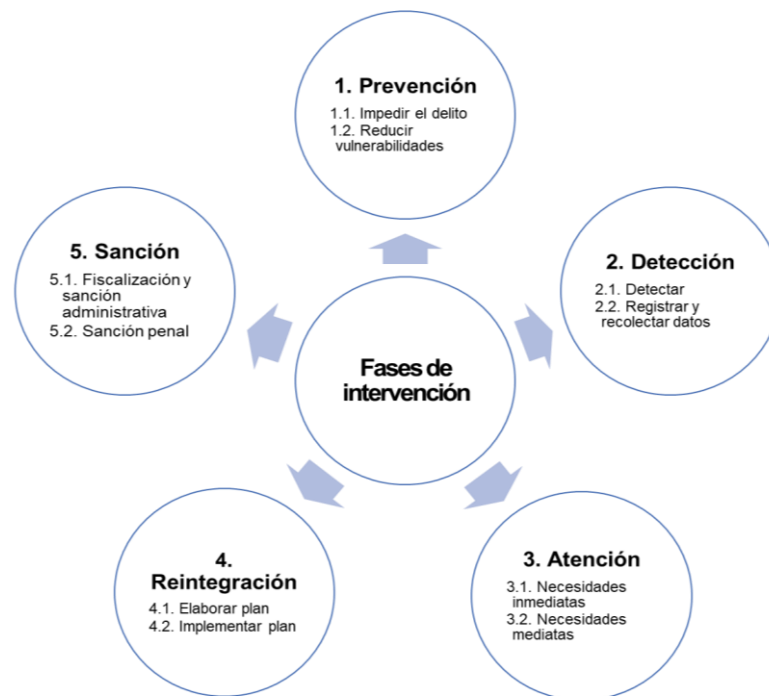 1. Prevención
1.1. Impedir el delito
1.2. Reducir
vulnerabilidades
2. Detección
2.1. Detectar
2.2. Registrar y
recolectar datos
3. Atención
3.1. Necesidades
inmediatas
3.2. Necesidades
mediatas
4.
Reintegración
4.1. Elaborar plan
4.2. Implementar plan
5. Sanción
5.1. Fiscalización y
sanción
administrativa
5.2. Sanción penal
Fases de
intervención